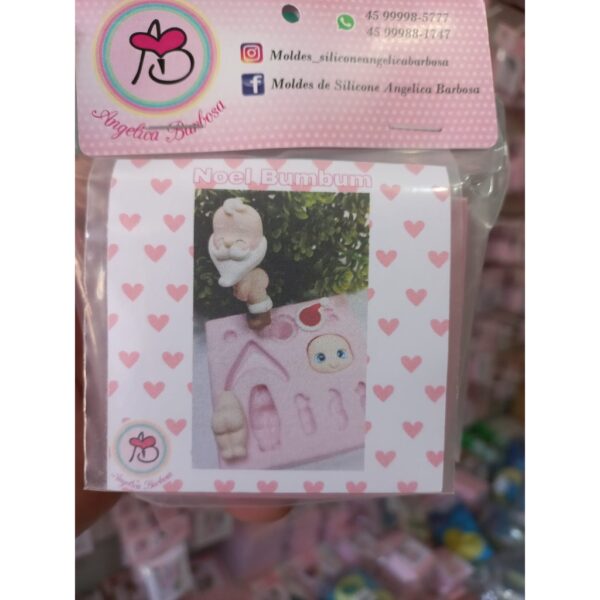 45 99998-5777
45 99988-1747
Moldes_siliconeangelicabarbosa
Moldes de Silicone Angelica Barbosa
AB
Angelica Barbosa
Noel Bumbum
AB
Angelica Barbosa